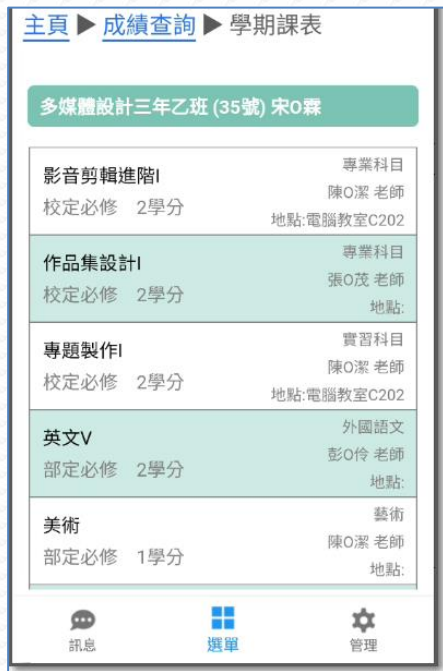 主頁 ▶ 成績查詢 ▶ 學期課表
多媒體設計三年乙班 (35號) 宋O霖
影音剪輯進階I
校定必修 2學分
專業科目
陳O潔 老師
地點:電腦教室C202
作品集設計I
校定必修 2學分
專業科目
張O茂 老師
地點:
專題製作I
校定必修 2學分
實習科目
陳O潔 老師
地點:電腦教室C202
英文V
部定必修 2學分
外國語文
彭O伶 老師
地點:
美術
部定必修 1學分
藝術
陳O潔 老師
地點:
訊息
選單
管理